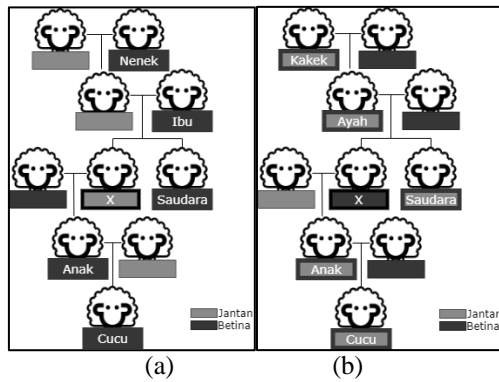 Nenek
Ibu
X
Saudara
Anak
Cucu
Jantan
Betina
(a)
Kakek
Ayah
X
Saudara
Anak
Cucu
Jantan
Betina
(b)